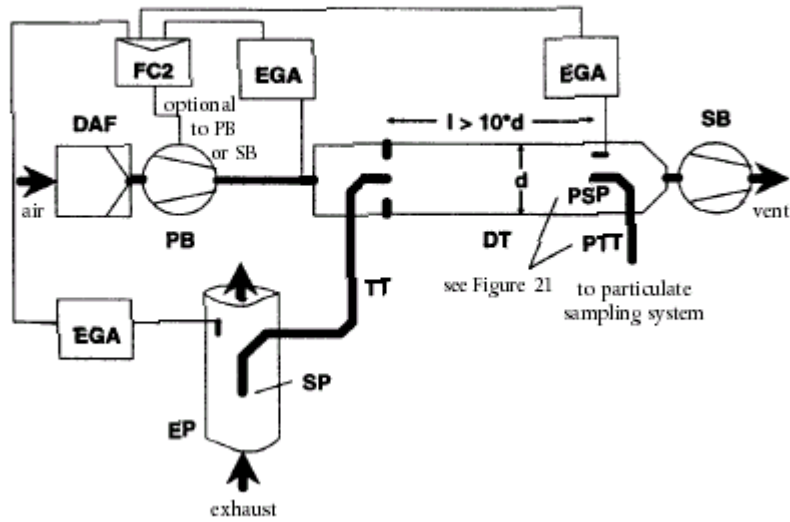 FC2
EGA
EGA
optional
to PB
or SB
DAF
l > 10*d
SB
air
d
PSP
vent
PB
DT
PTT
TT
see Figure 21
to particulate
sampling system
EGA
SP
EP
exhaust